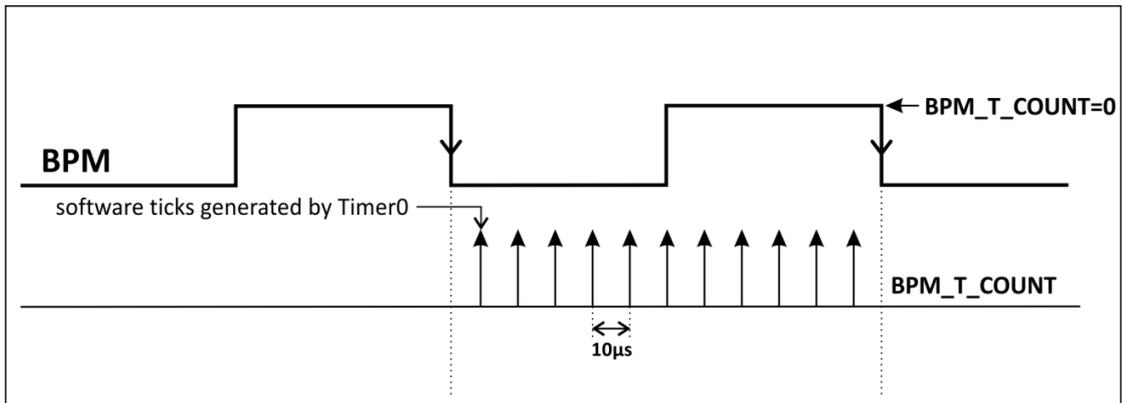 BPM_T_COUNT=0
BPM
software ticks generated by Timer0
BPM_T_COUNT
10µs